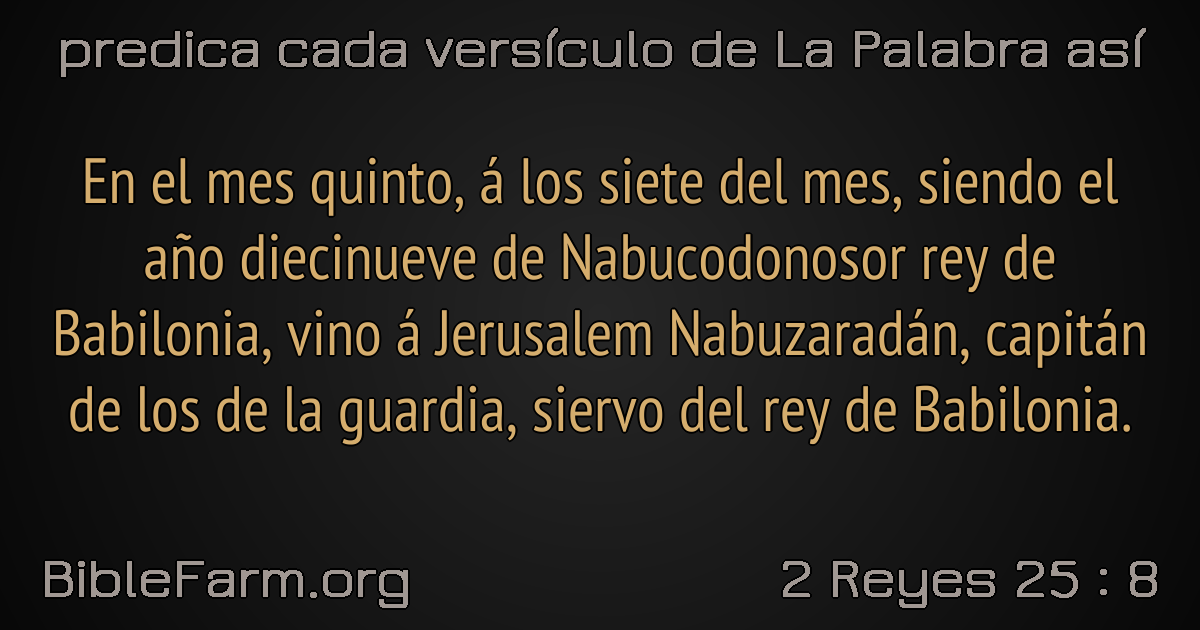 predica cada versículo de La Palabra así
En el mes quinto, á los siete del mes, siendo el
año diecinueve de Nabucodonosor rey de
Babilonia, vino á Jerusalem Nabuzaradán, capitán
de los de la guardia, siervo del rey de Babilonia.
BibleFarm.org
2 Reyes 25 : 8